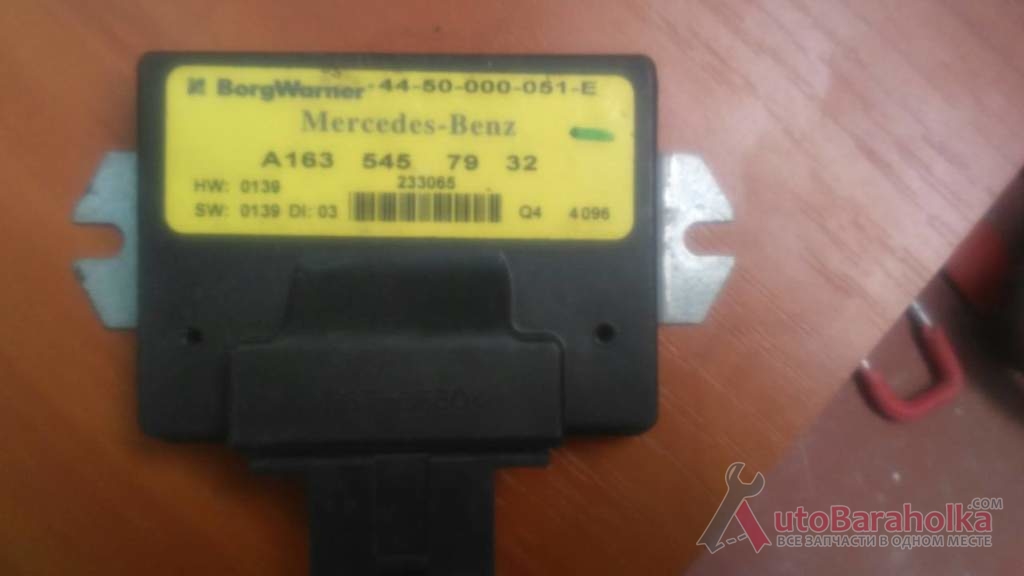 BorgWarner 44-50-000-051-E
Mercedes-Benz
A163 545 79 32
HW: 0139 233065
SW: 0139 DI: 03 Q4 4096
AutoBaraholka.COM
ВСЕ ЗАПЧАСТИ В ОДНОМ МЕСТЕ